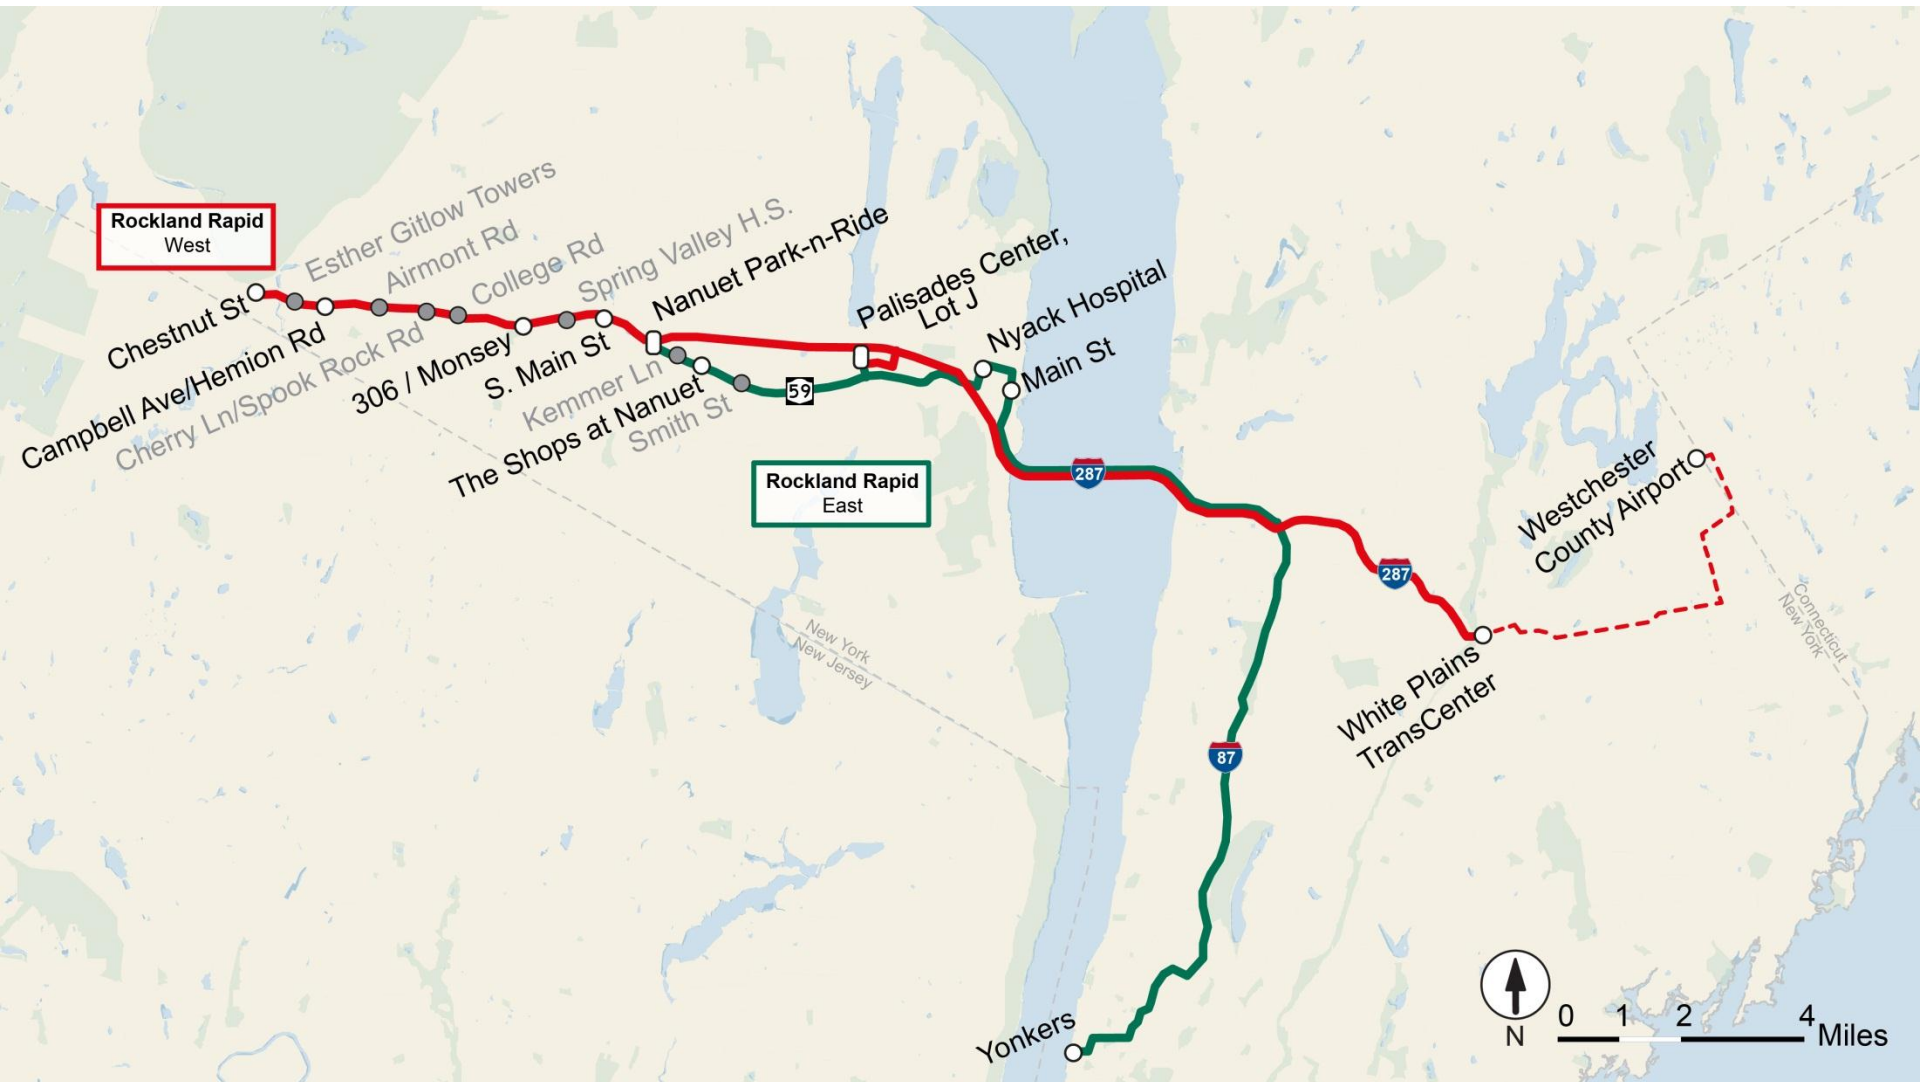 Rockland Rapid
West
Esther Gitlow Towers
Airmont Rd
College Rd
Spring Valley H.S.
Nanuet Park-n-Ride
Palisades Center,
Lot J
Nyack Hospital
Main St
Chestnut St
Campbell Ave/Hemion Rd
Cherry Ln/Spook Rock Rd
306 / Monsey
S. Main St
Kemmer Ln
The Shops at Nanuet
Smith St
59
Rockland Rapid
East
287
287
87
Westchester
County Airport
White Plains
TransCenter
Yonkers
New York
New Jersey
Connecticut
New York
N
0 1 2 4 Miles